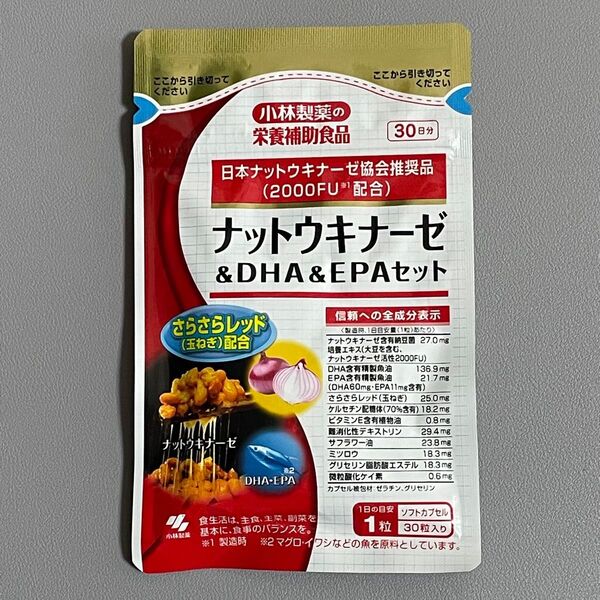 ここから引き切って
ください
ここから引き切って
ください
小林製薬の
栄養補助食品
30日分
日本ナットウキナーゼ協会推奨品
(2000FU※1配合)
ナットウキナーゼ
&DHA&EPAセット
さらさらレッド
(玉ねぎ)配合
信頼への全成分表示
〈製造時、1日目安量(1粒)あたり〉
ナットウキナーゼ含有納豆菌 27.0mg
培養エキス(大豆を含む、
ナットウキナーゼ活性2000FU)
DHA含有精製魚油 136.9mg
EPA含有精製魚油 21.7mg
(DHA60mg・EPA11mg含有)
さらさらレッド(玉ねぎ) 25.0mg
ケルセチン配糖体(70%含有) 18.2mg
ビタミンE含有植物油 0.8mg
難消化性デキストリン 29.4mg
サフラワー油 23.8mg
ミツロウ 18.3mg
グリセリン脂肪酸エステル 18.3mg
微粒酸化ケイ素 0.6mg
カプセル被包材:ゼラチン、グリセリン
ナットウキナーゼ
※2
DHA・EPA
小林製薬
食生活は、主食、主菜、副菜を
基本に、食事のバランスを。
※1 製造時 ※2 マグロ・イワシなどの魚を原料としています。
1日の目安
1粒
ソフトカプセル
30粒入り